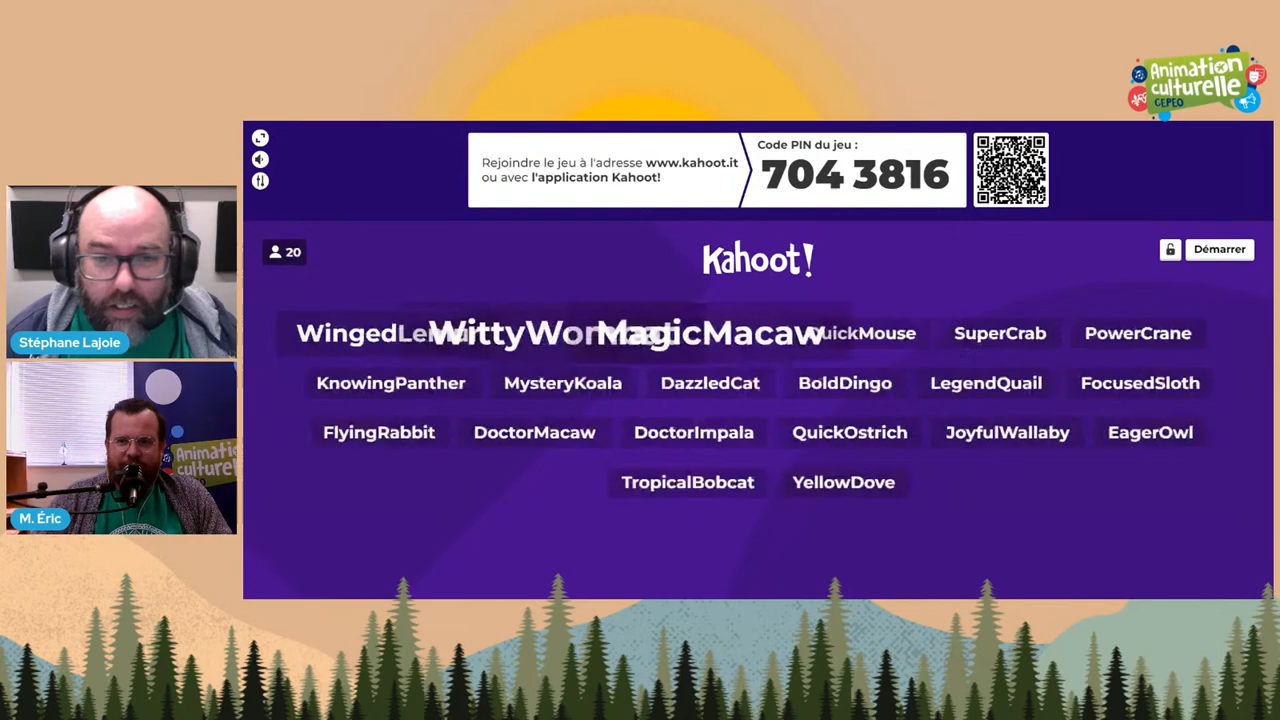 Animation
culturelle
CEPEO
Rejoindre le jeu à l'adresse www.kahoot.it
ou avec l'application Kahoot!
Code PIN du jeu :
704 3816
20
Kahoot!
Démarrer
MagicMacaw
QuickMouse
SuperCrab
PowerCrane
KnowingPanther
MysteryKoala
DazzledCat
BoldDingo
LegendQuail
FocusedSloth
FlyingRabbit
DoctorMacaw
DoctorImpala
QuickOstrich
JoyfulWallaby
EagerOwl
TropicalBobcat
YellowDove
Stéphane Lajoie
Animation
culturelle
M. Éric